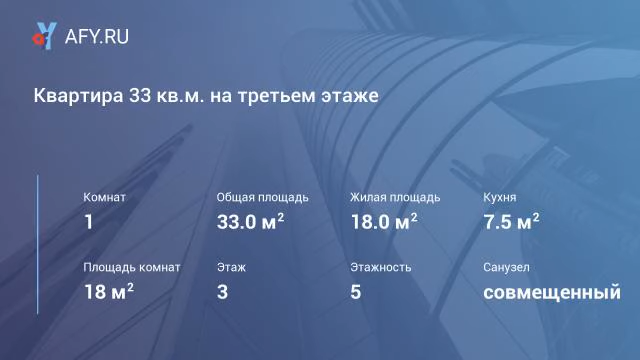 AFY.RU
Квартира 33 кв.м. на третьем этаже
Комнат Общая площадь Жилая площадь Кухня
1 33.0 м² 18.0 м² 7.5 м²
Площадь комнат Этаж Этажность Санузел
18 м² 3 5 совмещенный